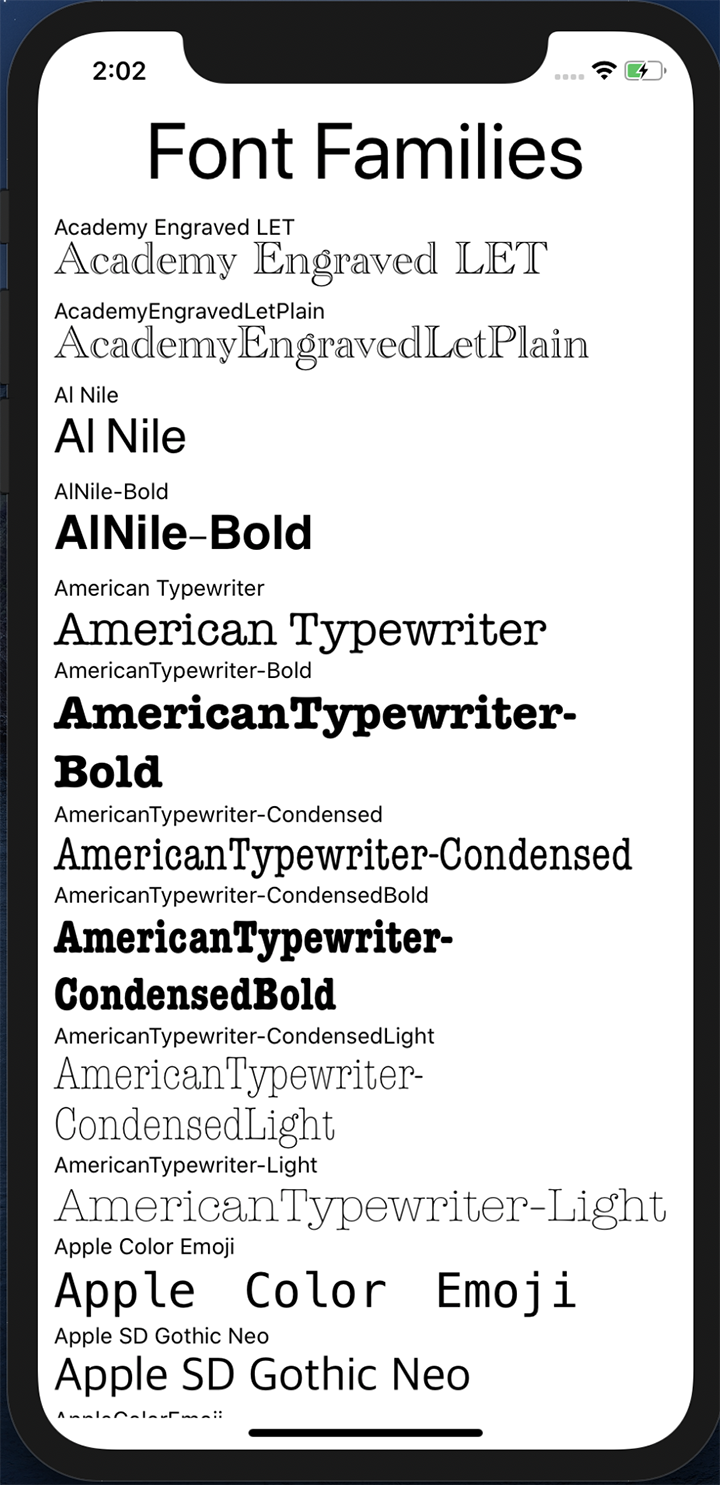 2:02
Font Families
Academy Engraved LET
Academy Engraved LET
AcademyEngravedLetPlain
AcademyEngravedLetPlain
Al Nile
Al Nile
AlNile-Bold
AlNile-Bold
American Typewriter
American Typewriter
AmericanTypewriter-Bold
AmericanTypewriter-
Bold
AmericanTypewriter-Condensed
AmericanTypewriter-Condensed
AmericanTypewriter-CondensedBold
AmericanTypewriter-
CondensedBold
AmericanTypewriter-CondensedLight
AmericanTypewriter-
CondensedLight
AmericanTypewriter-Light
AmericanTypewriter-Light
Apple Color Emoji
Apple Color Emoji
Apple SD Gothic Neo
Apple SD Gothic Neo
AppleColorEmoji